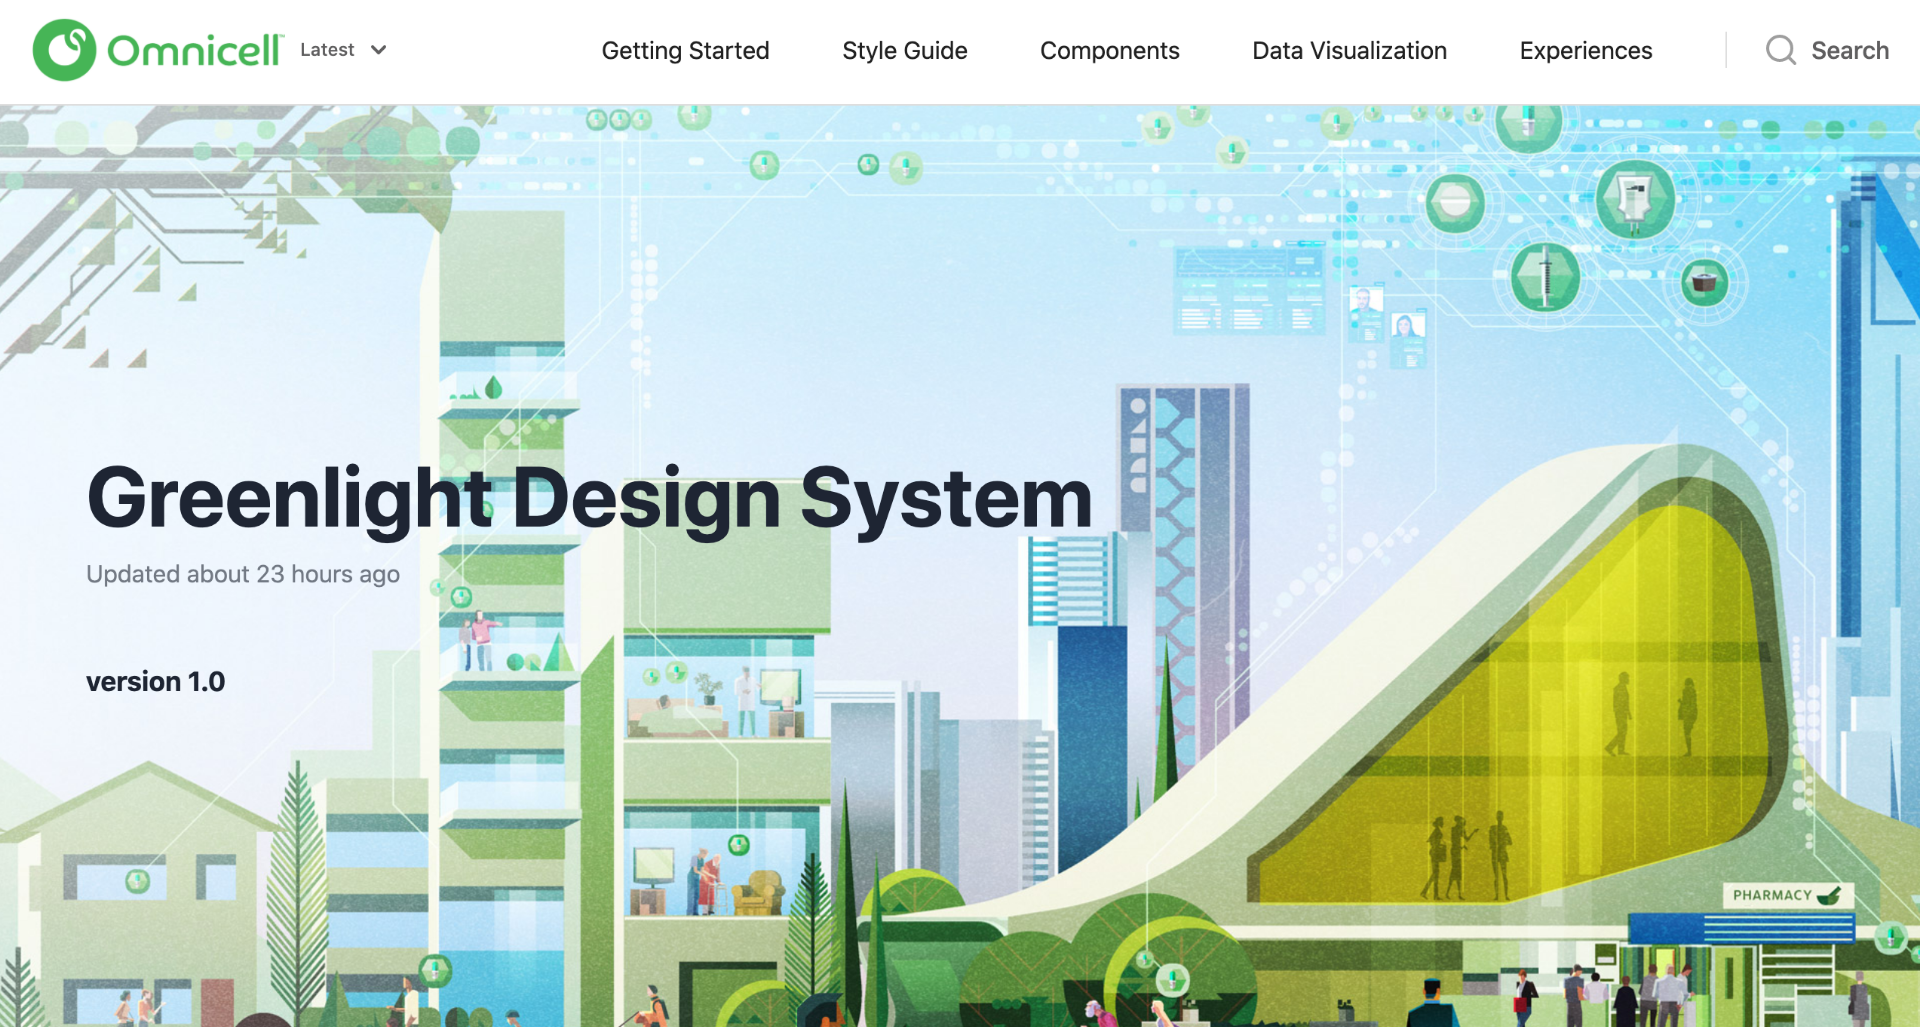 Omnicell™ Latest
Getting Started Style Guide Components Data Visualization Experiences Search
Greenlight Design System
Updated about 23 hours ago
version 1.0
PHARMACY